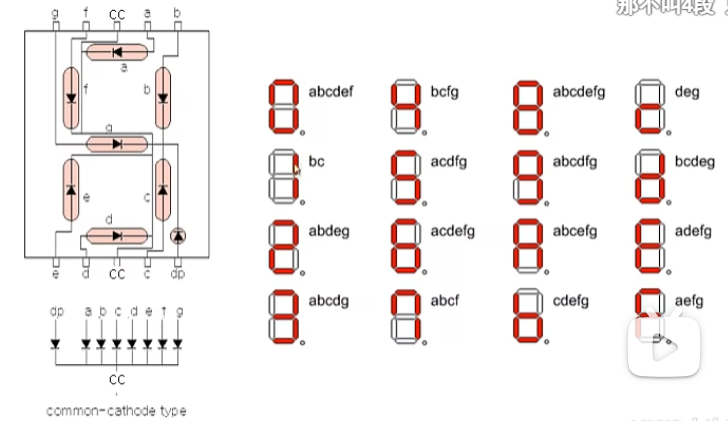 那不叫4段
g f CC a b
a
f b
g
e c
d
e d CC c dp
dp a b c d e f g
CC
common-cathode type
abcdef bcfg abcdefg deg
bc acdfg abcdfg bcdeg
abdeg acdefg abcefg adefg
abcdg abcf cdefg aefg